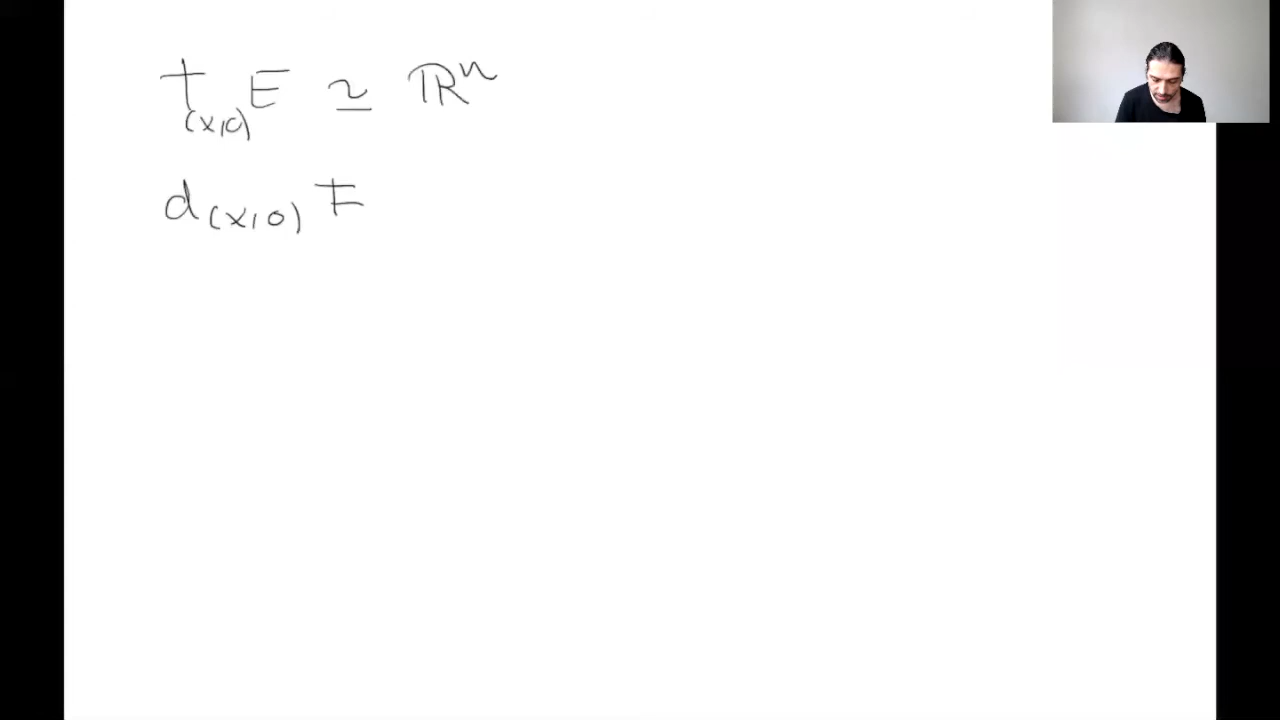 T_{(x,0)} E ≃ ℝ^n
d_{(x,0)} F